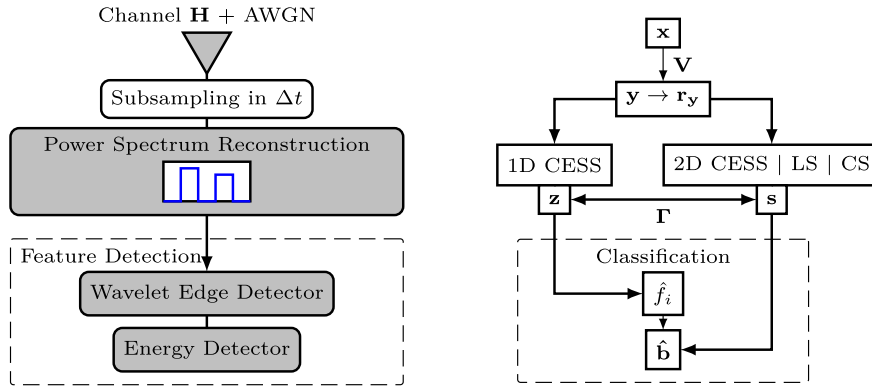 Channel H + AWGN
Subsampling in Δt
Power Spectrum Reconstruction
Feature Detection
Wavelet Edge Detector
Energy Detector
x
V
y → r_y
1D CESS
2D CESS | LS | CS
z
s
Γ
Classification
f̂_i
b̂